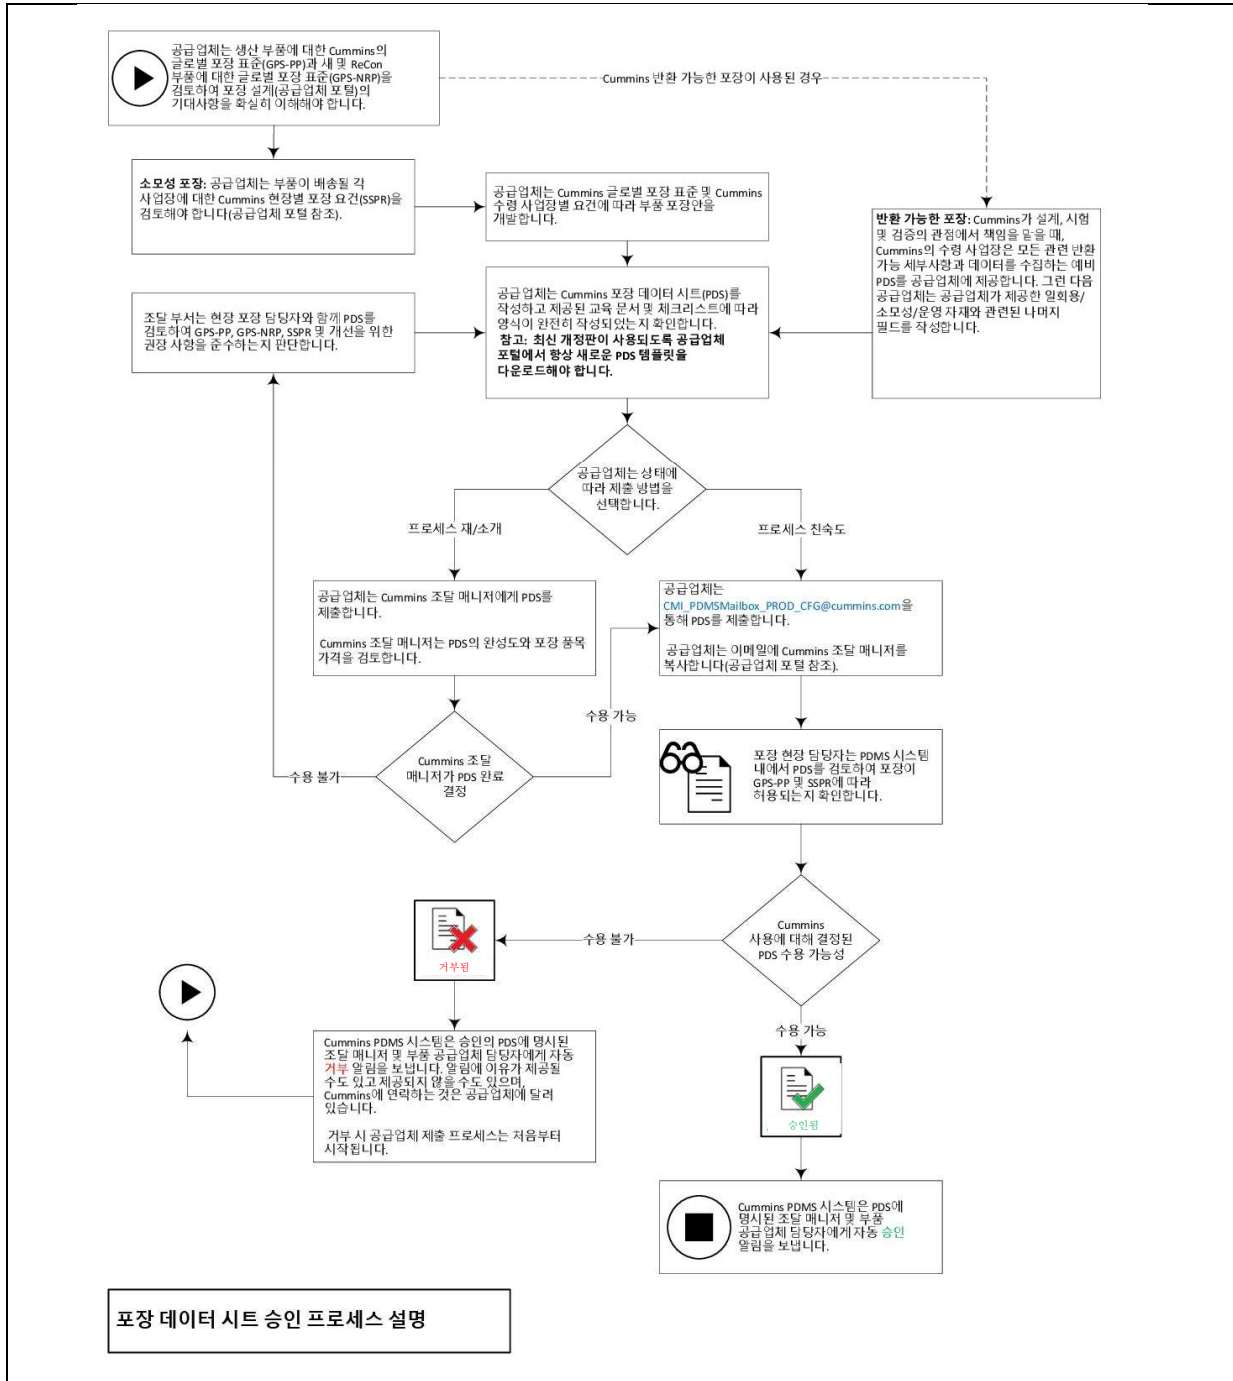 공급업체는 생산 부품에 대한 Cummins의
글로벌 포장 표준(GPS-PP)과 새 및 ReCon
부품에 대한 글로벌 포장 표준(GPS-NRP)을
검토하여 포장 설계(공급업체 포털)의
기대사항을 확실히 이해해야 합니다.
Cummins 반환 가능한 포장이 사용된 경우
소모성 포장: 공급업체는 부품이 배송될 각
사업장에 대한 Cummins 현장별 포장 요건(SSPR)을
검토해야 합니다(공급업체 포털 참조).
공급업체는 Cummins 글로벌 포장 표준 및 Cummins
수령 사업장별 요건에 따라 부품 포장안을
개발합니다.
반환 가능한 포장: Cummins가 설계, 시험
및 검증의 관점에서 책임을 맡을 때,
Cummins의 수령 사업장은 모든 관련 반환
가능 세부사항과 데이터를 수집하는 예비
PDS를 공급업체에 제공합니다. 그런 다음
공급업체는 공급업체가 제공한 일회용/
소모성/운영 자재와 관련된 나머지
필드를 작성합니다.
조달 부서는 현장 포장 담당자와 함께 PDS를
검토하여 GPS-PP, GPS-NRP, SSPR 및 개선을 위한
권장 사항을 준수하는지 판단합니다.
공급업체는 Cummins 포장 데이터 시트(PDS)를
작성하고 제공된 교육 문서 및 체크리스트에 따라
양식이 완전히 작성되었는지 확인합니다.
참고: 최신 개정판이 사용되도록 공급업체
포털에서 항상 새로운 PDS 템플릿을
다운로드해야 합니다.
공급업체는 상태에
따라 제출 방법을
선택합니다.
프로세스 재/소개
프로세스 친숙도
공급업체는 Cummins 조달 매니저에게 PDS를
제출합니다.
Cummins 조달 매니저는 PDS의 완성도와 포장 품목
가격을 검토합니다.
공급업체는
CMI_PDMSMailbox_PROD_CFG@cummins.com을
통해 PDS를 제출합니다.
공급업체는 이메일에 Cummins 조달 매니저를
복사합니다(공급업체 포털 참조).
수용 가능
Cummins 조달
매니저가 PDS 완료
결정
수용 불가
포장 현장 담당자는 PDMS 시스템
내에서 PDS를 검토하여 포장이
GPS-PP 및 SSPR에 따라
허용되는지 확인합니다.
Cummins
사용에 대해 결정된
PDS 수용 가능성
수용 불가
거부됨
수용 가능
Cummins PDMS 시스템은 승인의 PDS에 명시된
조달 매니저 및 부품 공급업체 담당자에게 자동
거부 알림을 보냅니다. 알림에 이유가 제공될
수도 있고 제공되지 않을 수도 있으며,
Cummins에 연락하는 것은 공급업체에 달려
있습니다.
거부 시 공급업체 제출 프로세스는 처음부터
시작됩니다.
승인됨
Cummins PDMS 시스템은 PDS에
명시된 조달 매니저 및 부품
공급업체 담당자에게 자동 승인
알림을 보냅니다.
포장 데이터 시트 승인 프로세스 설명